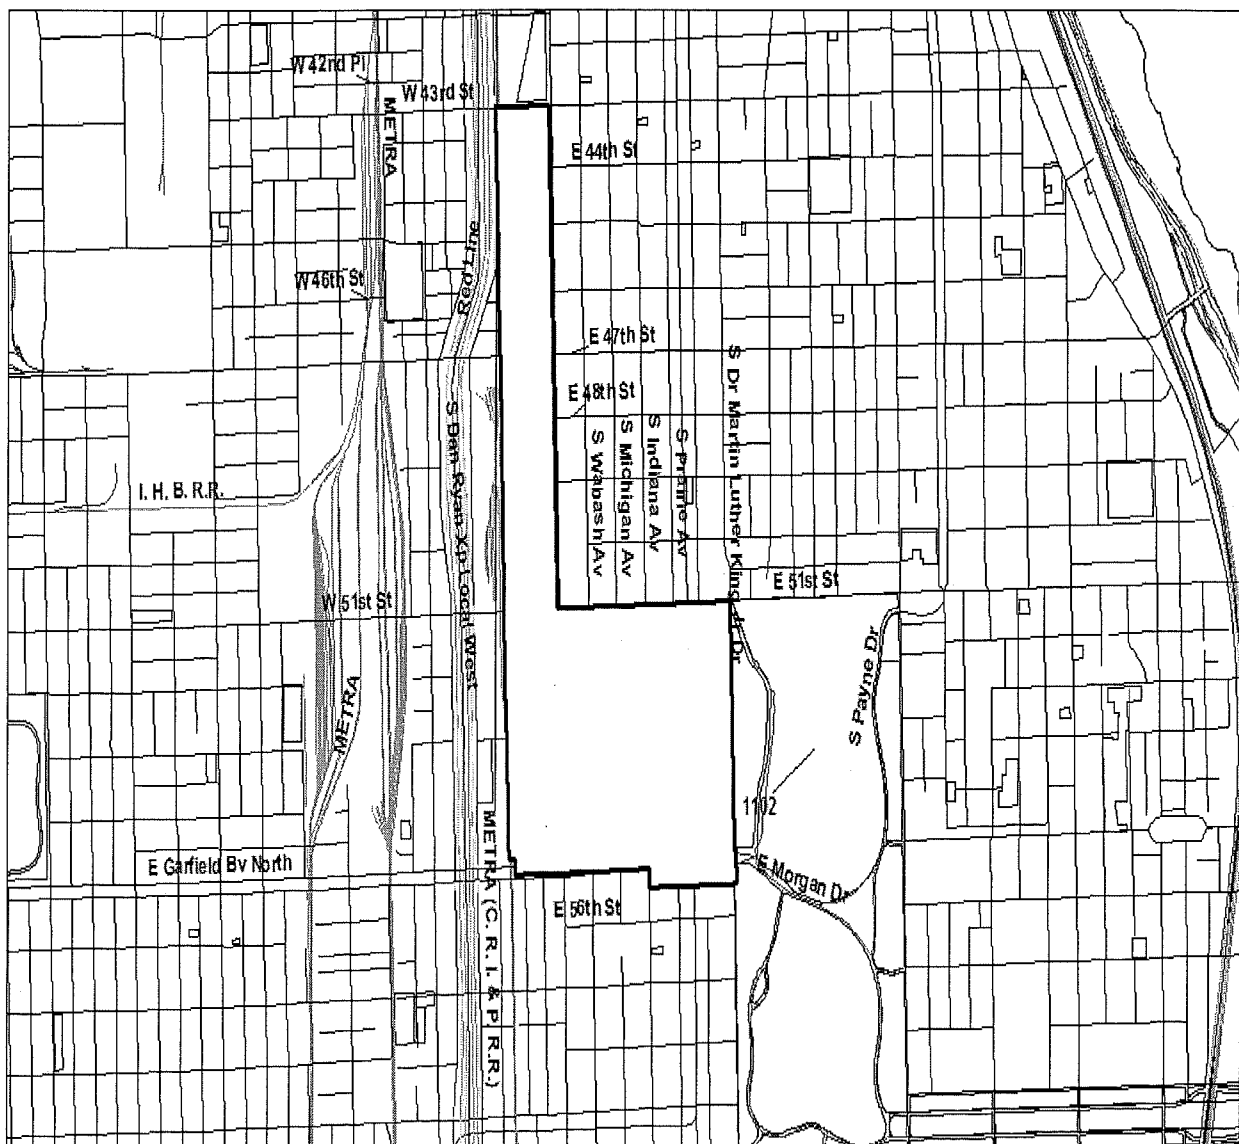 W 42nd Pl
W 43rd St
METRA
E 44th St
Red Line
W 46th St
E 47th St
S Dr Martin Luther King Jr Dr
E 48th St
S Dan Ryan Xp Local West
S Wabash Av
S Michigan Av
S Indiana Av
S Prairie Av
I. H. B. R.R.
E 51st St
W 51st St
S Payne Dr
METRA
1102
METRA (C. R. I. & P. R.R.)
E Garfield Bv North
E Morgan Dr
E 56th St